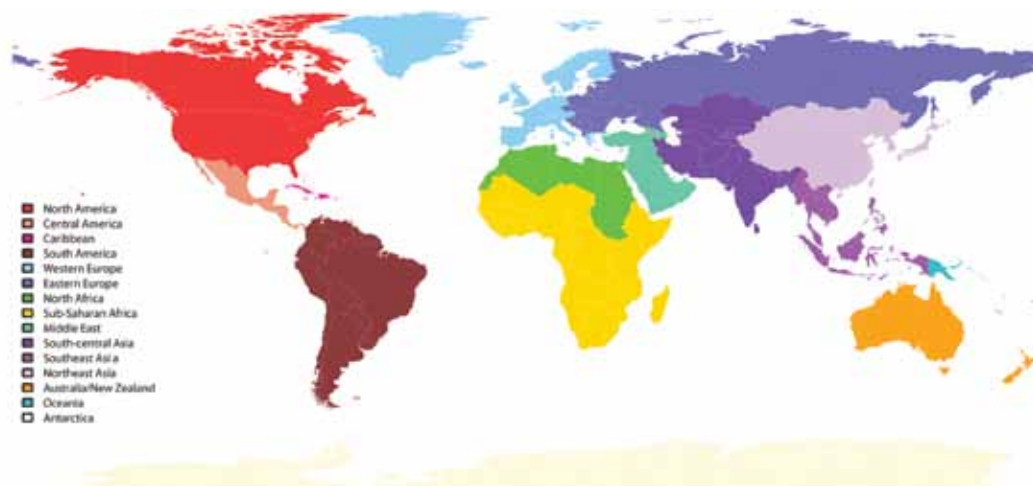 North America
Central America
Caribbean
South America
Western Europe
Eastern Europe
North Africa
Sub-Saharan Africa
Middle East
South-central Asia
Southeast Asia
Northeast Asia
Australia/New Zealand
Oceania
Antarctica